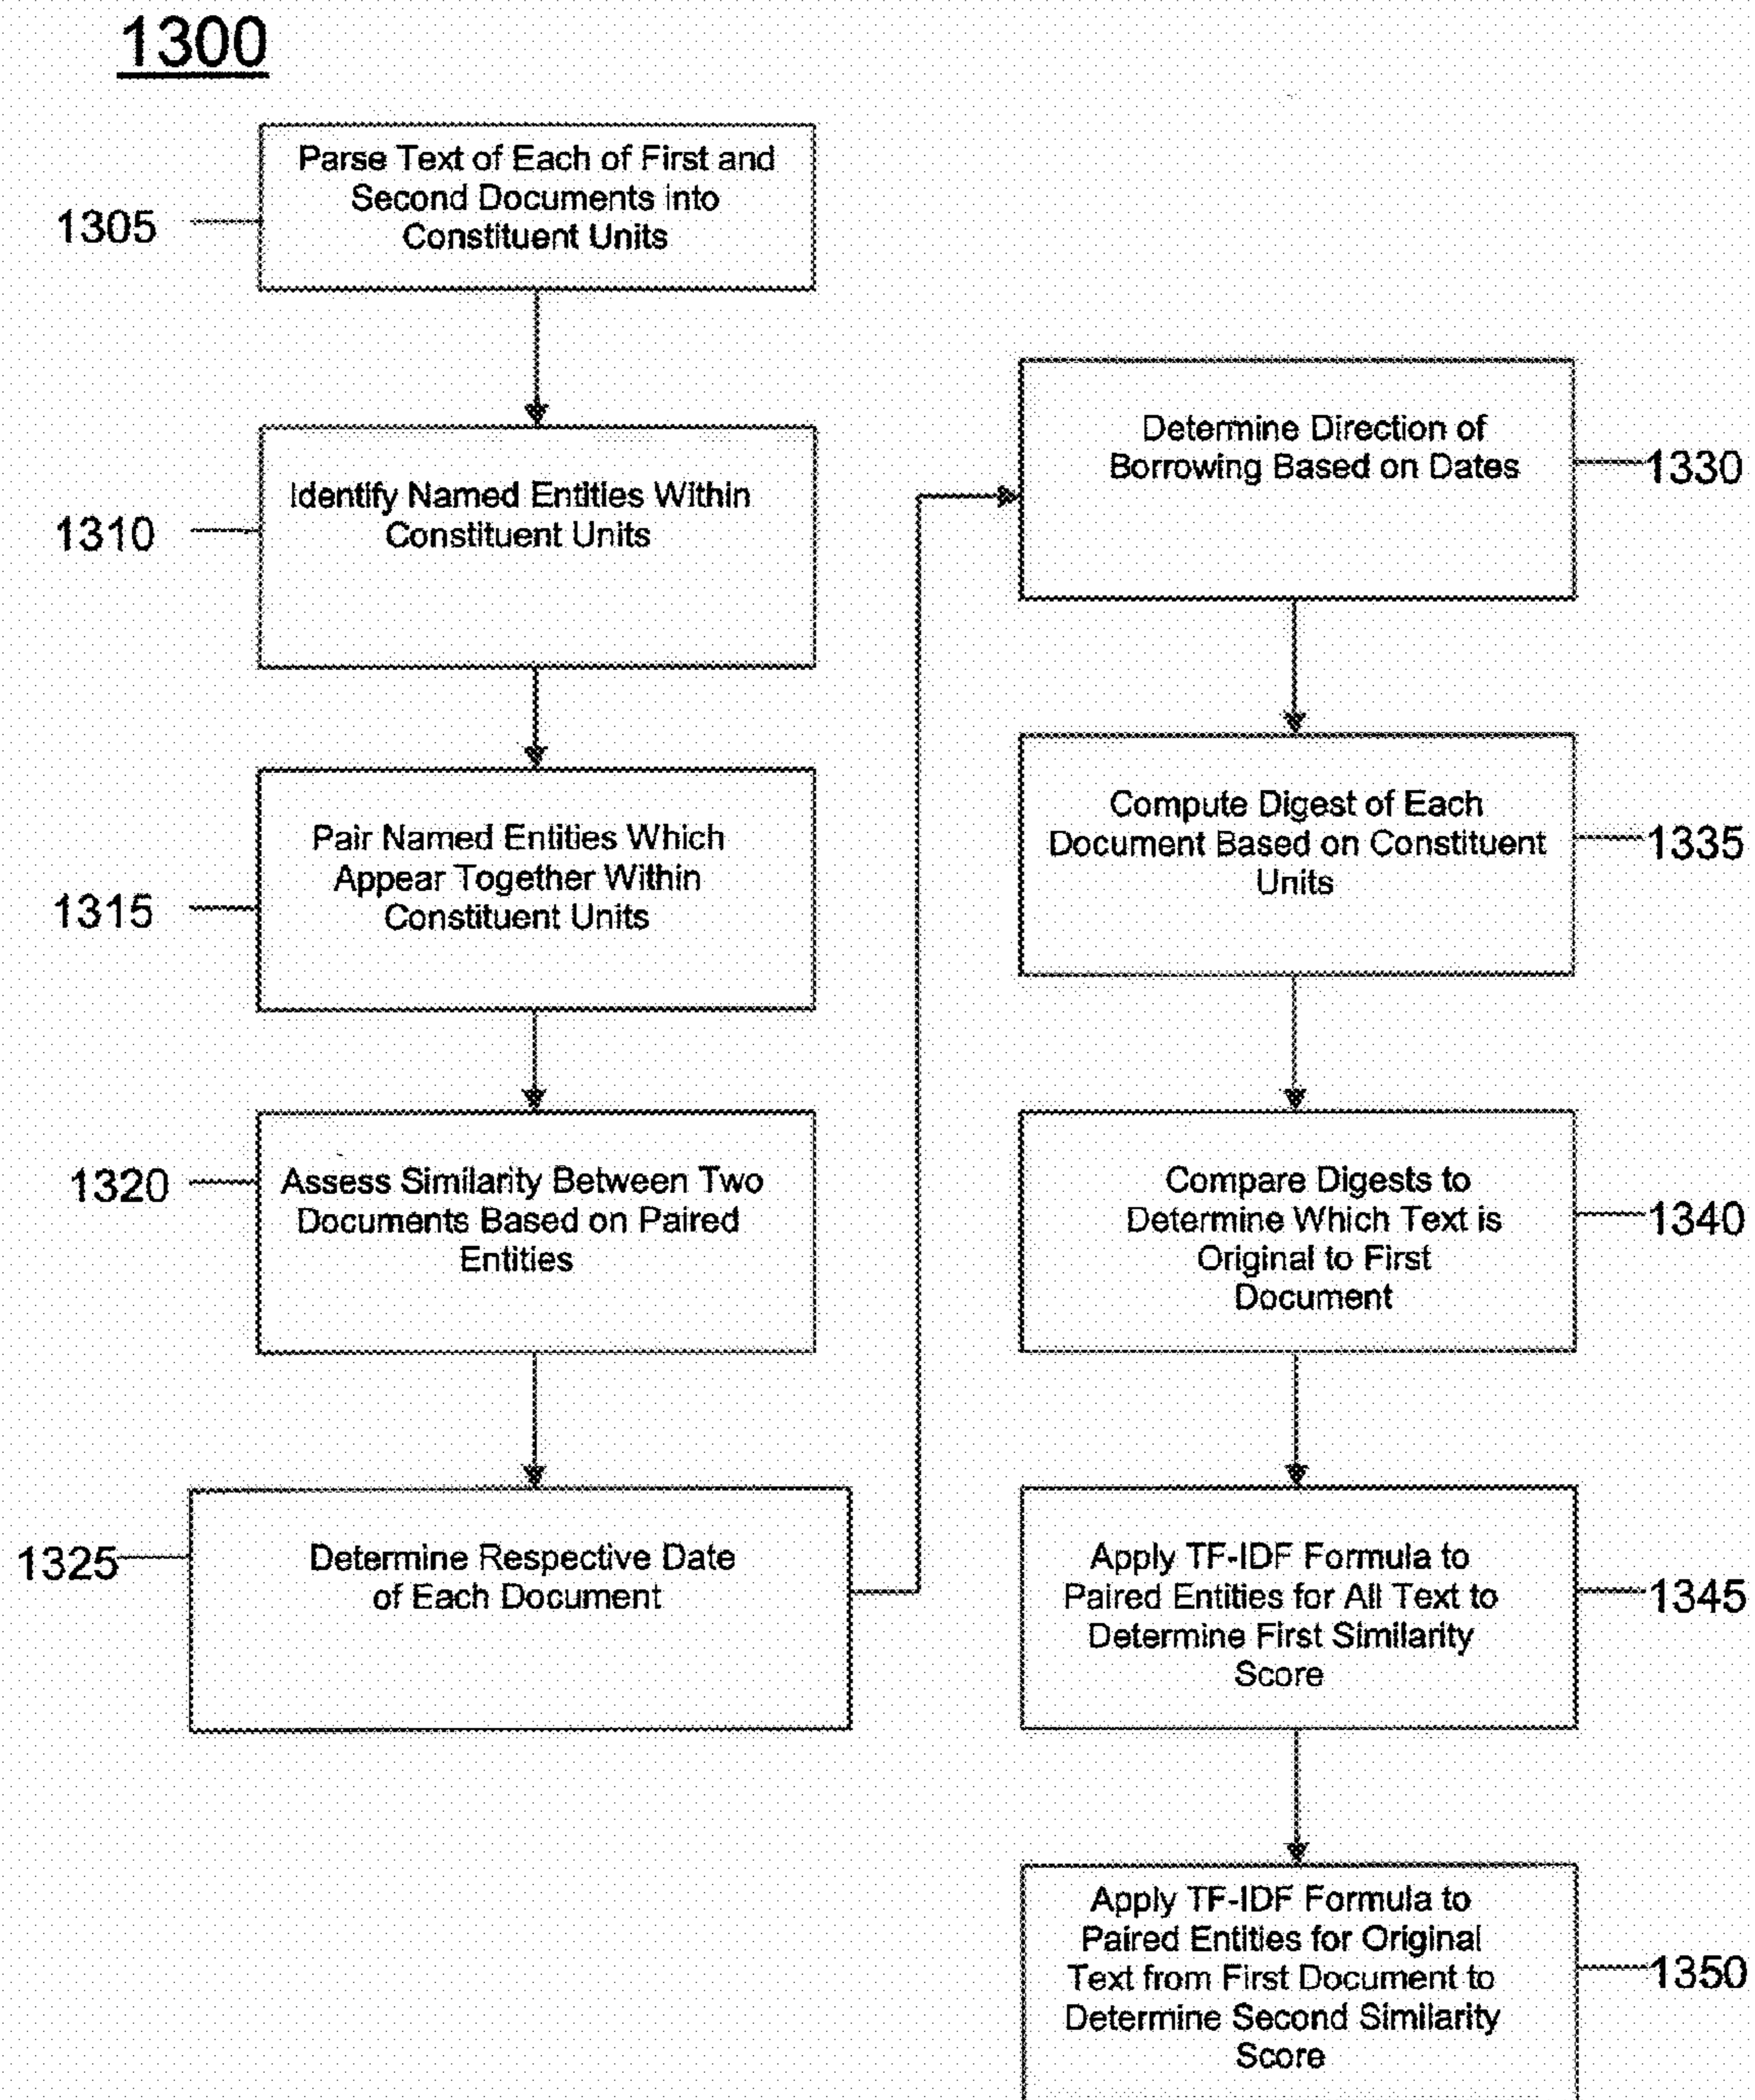 1300
Parse Text of Each of First and
Second Documents into
Constituent Units
1305
Identify Named Entities Within
Constituent Units
1310
Pair Named Entities Which
Appear Together Within
Constituent Units
1315
Assess Similarity Between Two
Documents Based on Paired
Entities
1320
Determine Respective Date
of Each Document
1325
Determine Direction of
Borrowing Based on Dates
1330
Compute Digest of Each
Document Based on Constituent
Units
1335
Compare Digests to
Determine Which Text is
Original to First
Document
1340
Apply TF-IDF Formula to
Paired Entities for All Text to
Determine First Similarity
Score
1345
Apply TF-IDF Formula to
Paired Entities for Original
Text from First Document to
Determine Second Similarity
Score
1350